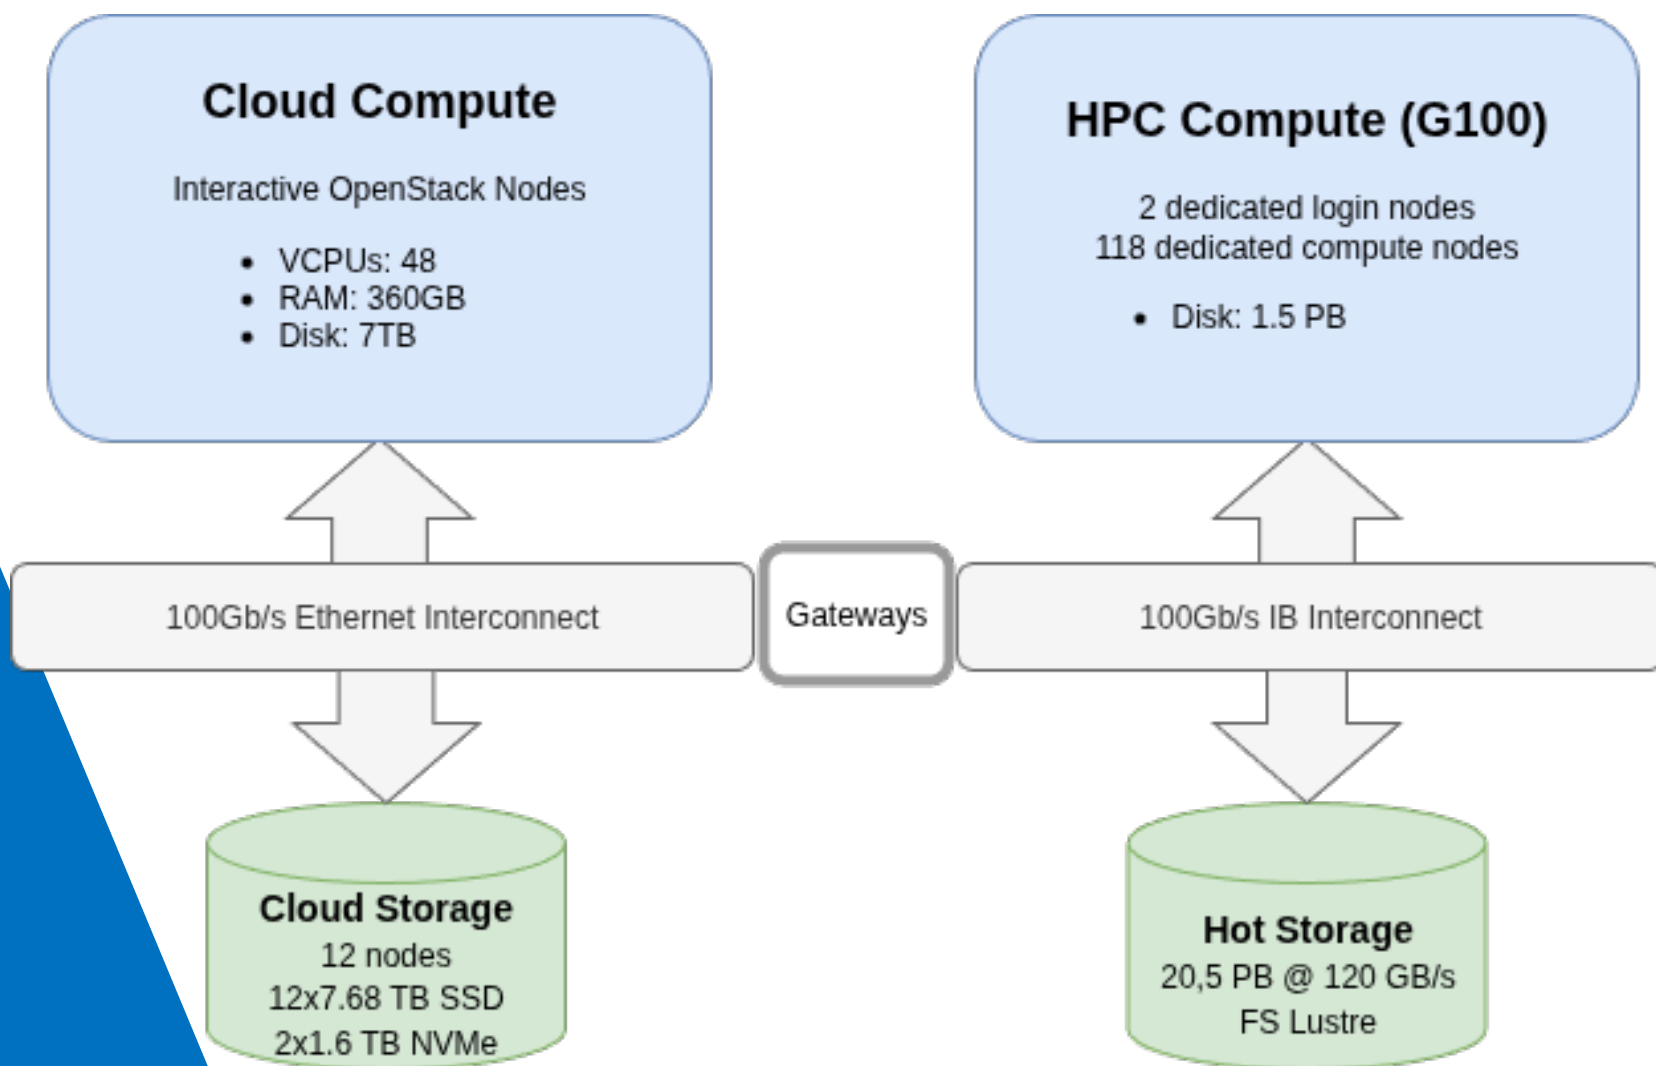 Cloud Compute
Interactive OpenStack Nodes
• VCPUs: 48
• RAM: 360GB
• Disk: 7TB
HPC Compute (G100)
2 dedicated login nodes
118 dedicated compute nodes
• Disk: 1.5 PB
100Gb/s Ethernet Interconnect
Gateways
100Gb/s IB Interconnect
Cloud Storage
12 nodes
12x7.68 TB SSD
2x1.6 TB NVMe
Hot Storage
20,5 PB @ 120 GB/s
FS Lustre